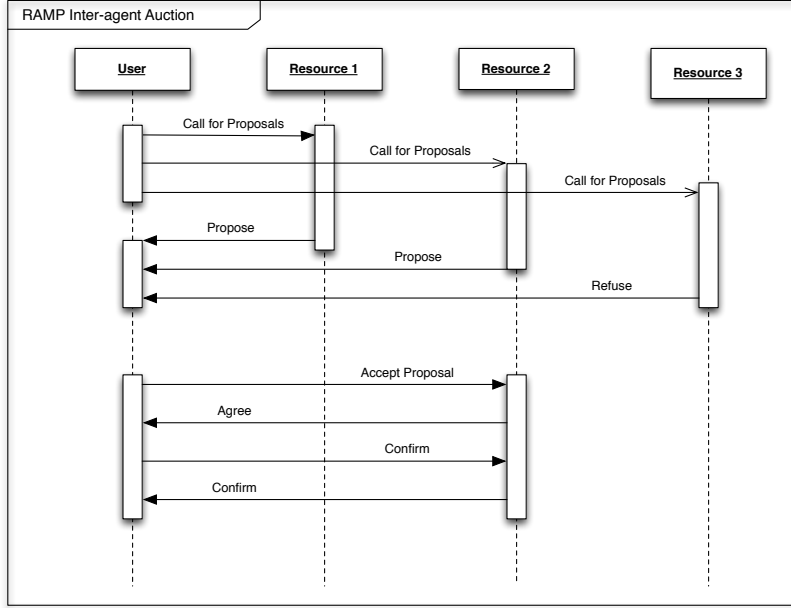 RAMP Inter-agent Auction
User
Resource 1
Resource 2
Resource 3
Call for Proposals
Call for Proposals
Call for Proposals
Propose
Propose
Refuse
Accept Proposal
Agree
Confirm
Confirm